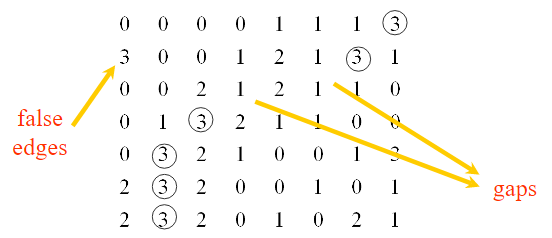 0 0 0 0 1 1 1 3
3 0 0 1 2 1 3 1
0 0 2 1 2 1 1 0
false
0 1 3 2 1 1 0 0
edges
0 3 2 1 0 0 1 3
2 3 2 0 0 1 0 1
gaps
2 3 2 0 1 0 2 1